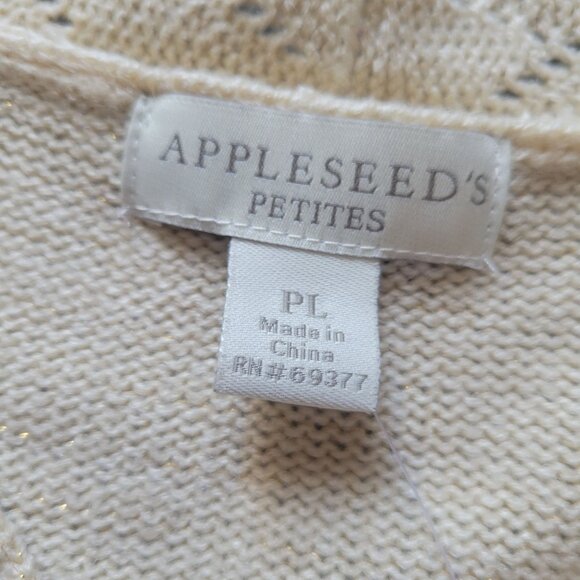 APPLESEED'S
PETITES
PL
Made in
China
RN#69377